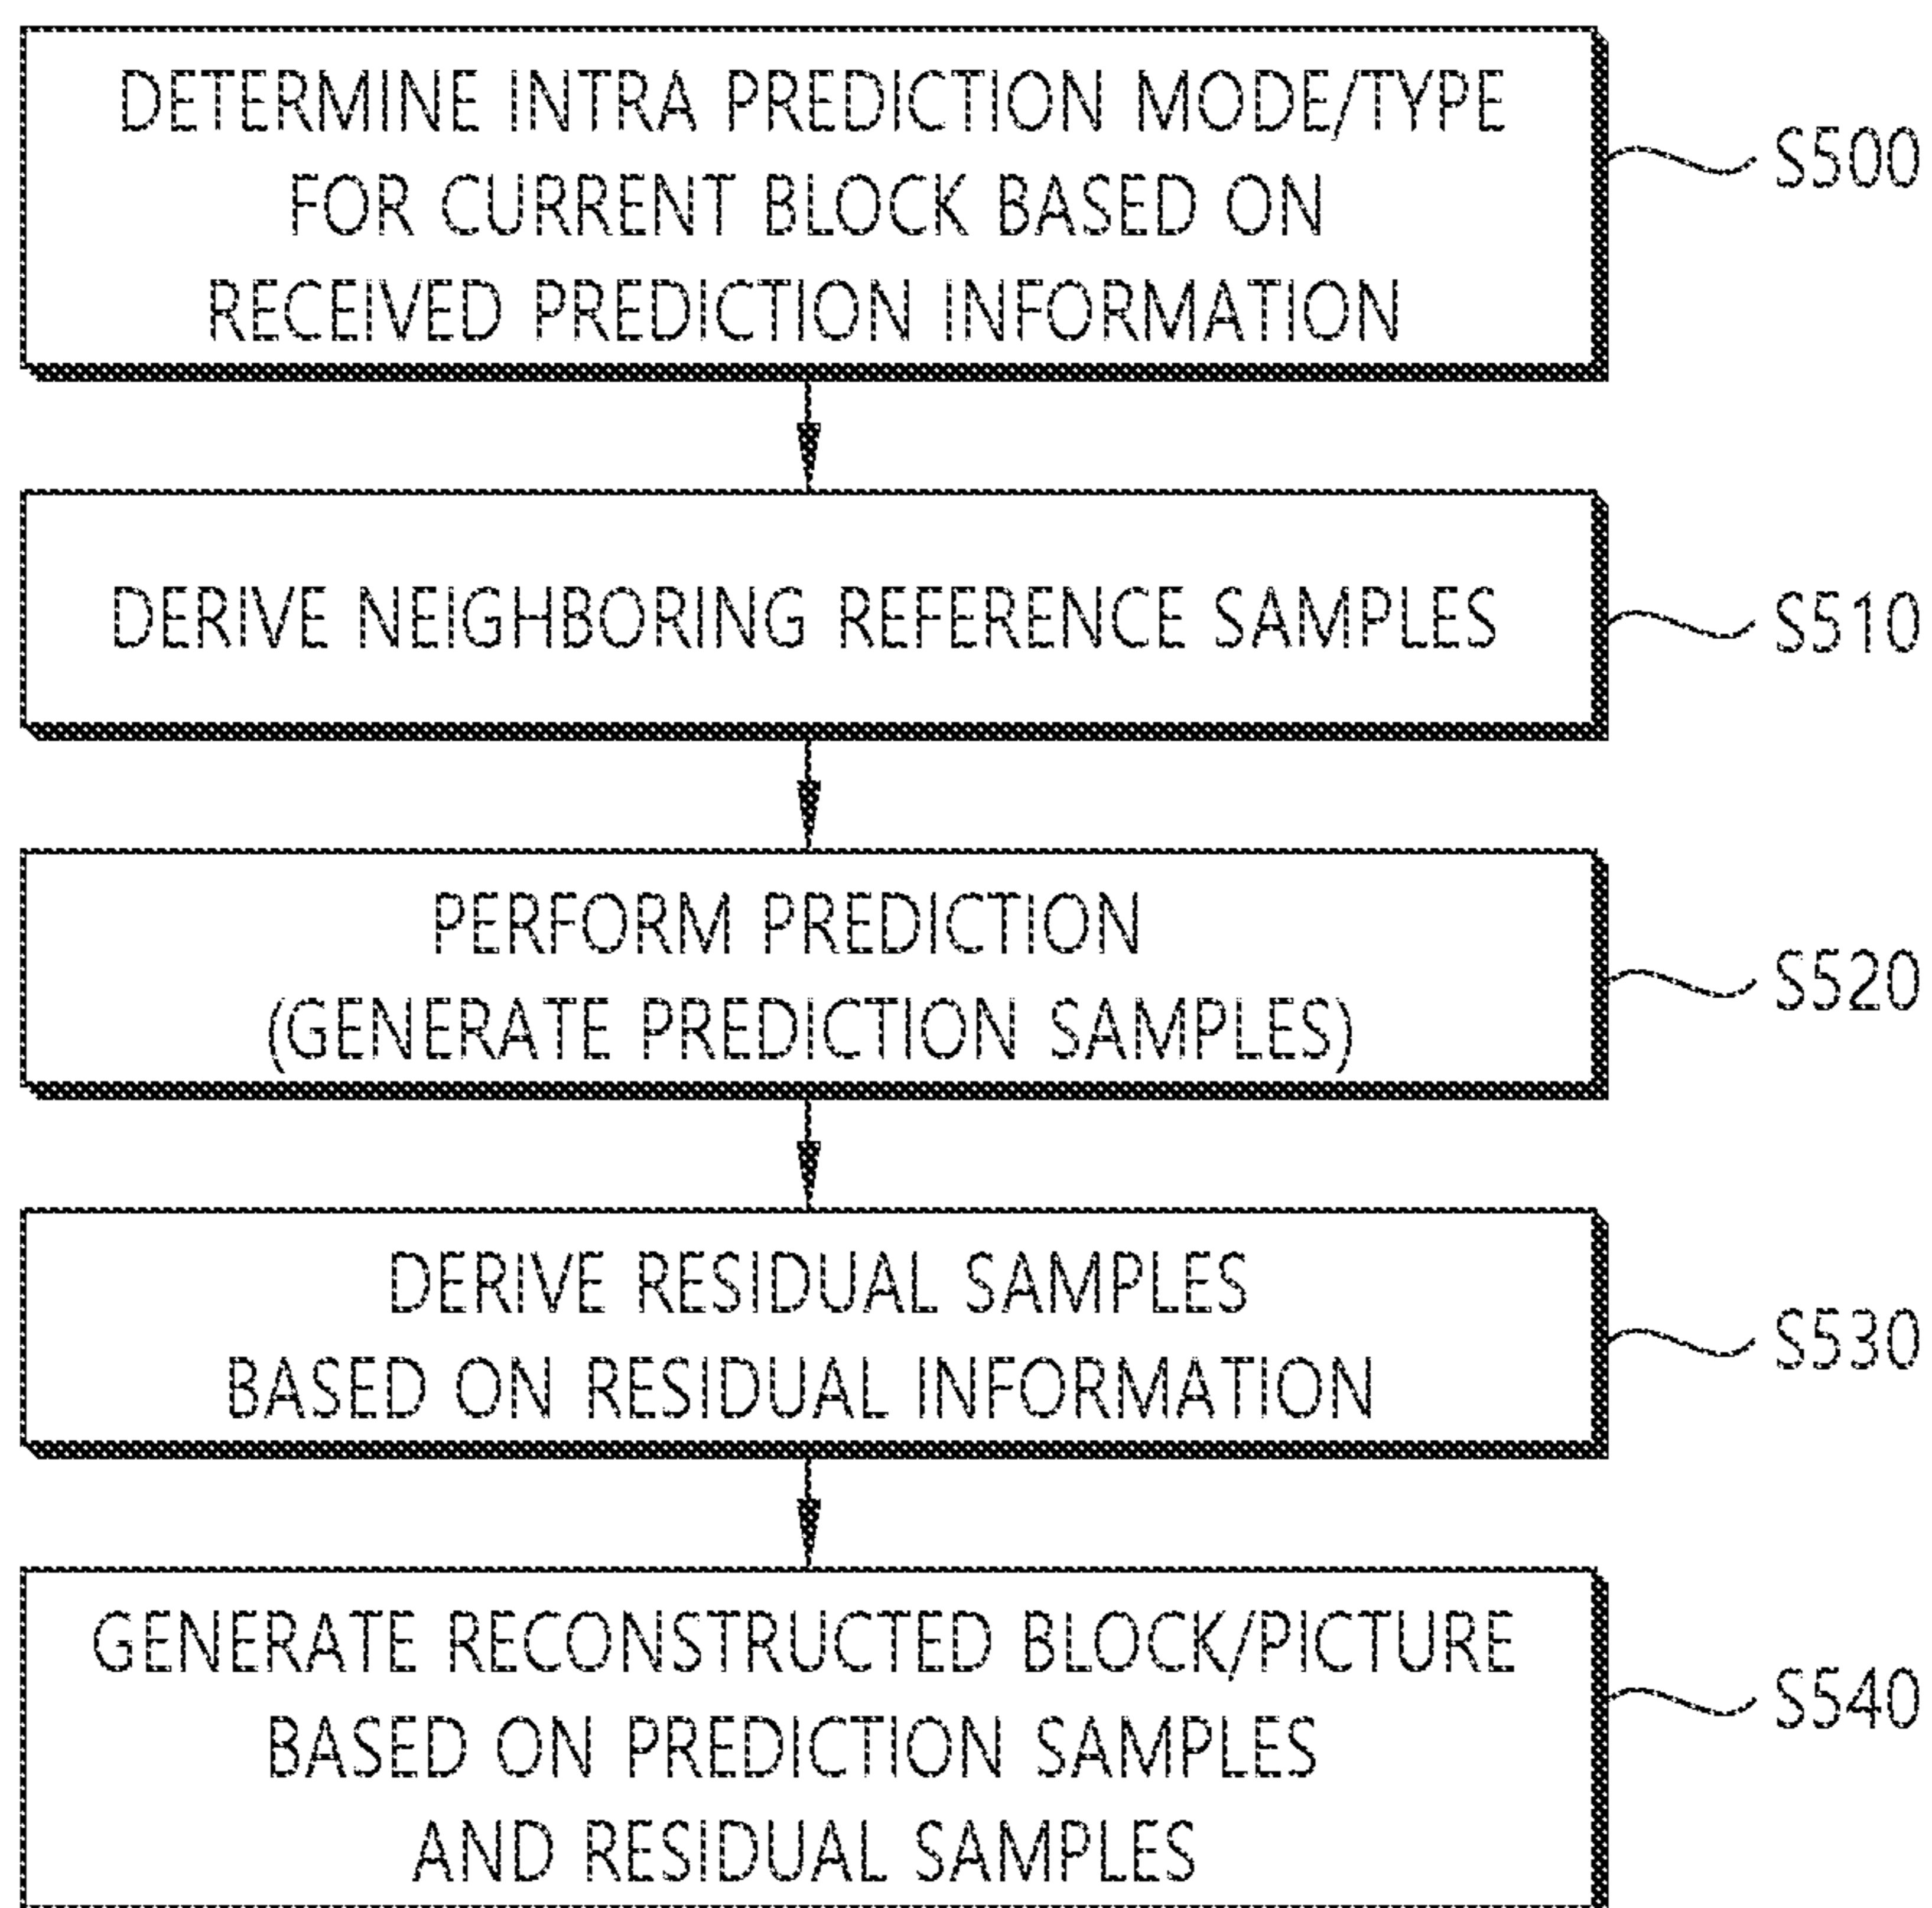 DETERMINE INTRA PREDICTION MODE/TYPE
FOR CURRENT BLOCK BASED ON
RECEIVED PREDICTION INFORMATION
S500
DERIVE NEIGHBORING REFERENCE SAMPLES
S510
PERFORM PREDICTION
(GENERATE PREDICTION SAMPLES)
S520
DERIVE RESIDUAL SAMPLES
BASED ON RESIDUAL INFORMATION
S530
GENERATE RECONSTRUCTED BLOCK/PICTURE
BASED ON PREDICTION SAMPLES
AND RESIDUAL SAMPLES
S540